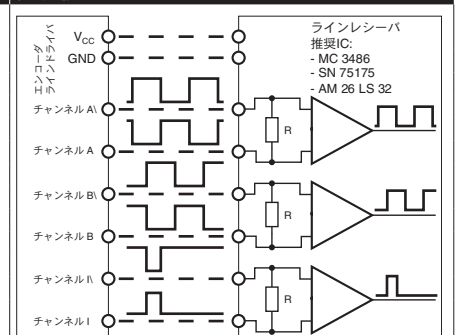 エンコーダ
ラインドライバ
VCC
GND
チャンネル A\
チャンネル A
チャンネル B\
チャンネル B
チャンネル I\
チャンネル I
ラインレシーバ
推奨IC:
- MC 3486
- SN 75175
- AM 26 LS 32
R
R
R